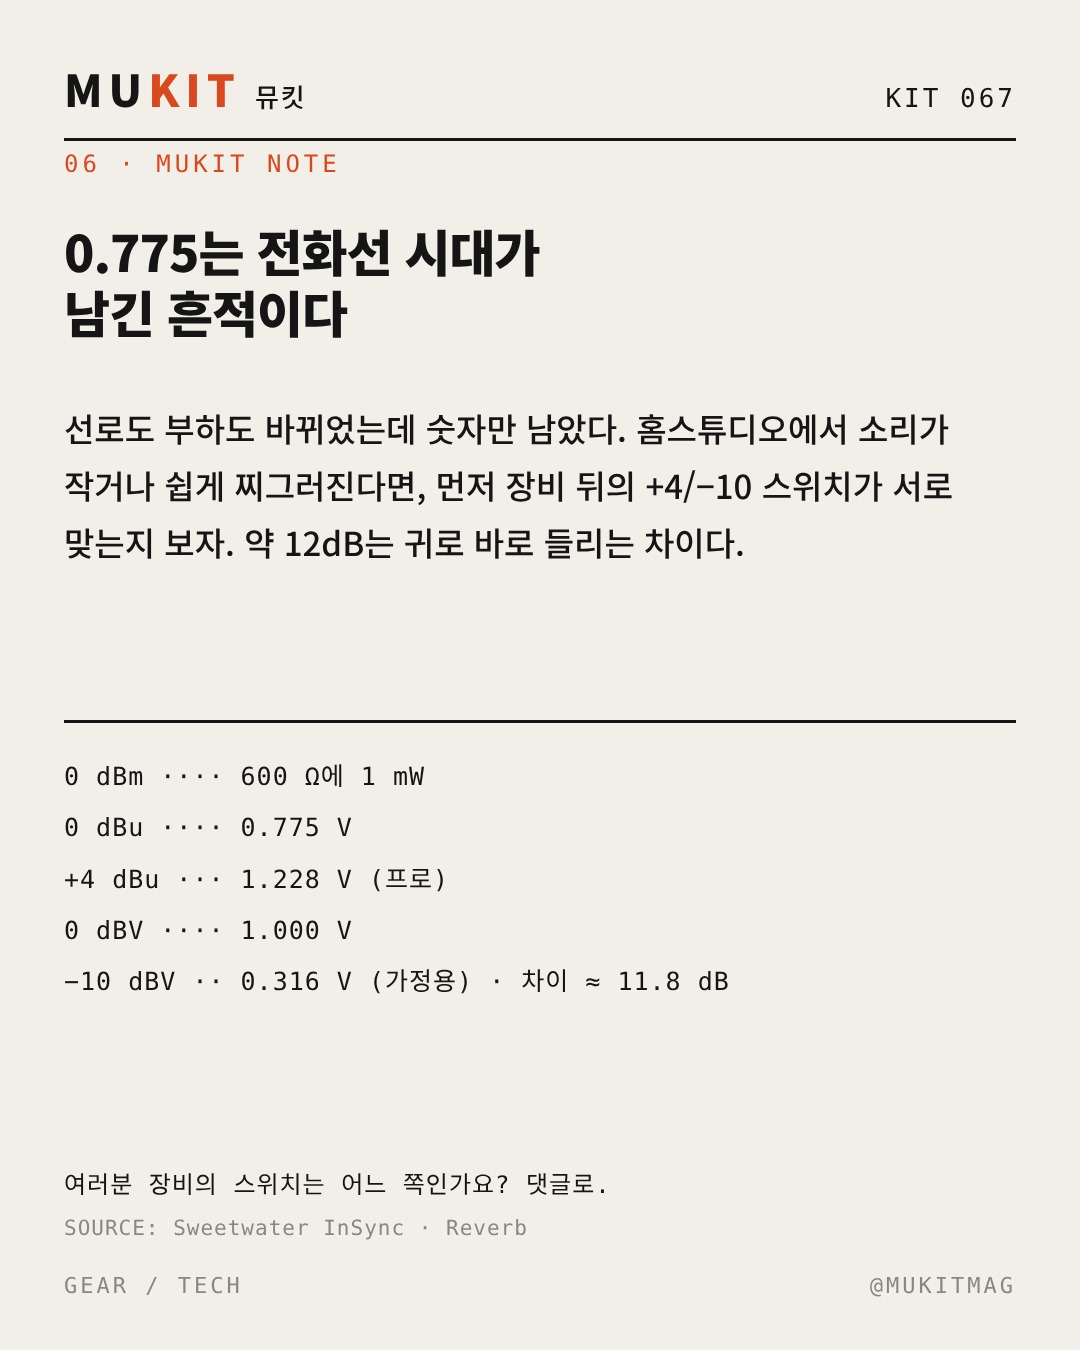 MUKIT 뮤킷 KIT 067
06 · MUKIT NOTE
0.775는 전화선 시대가
남긴 흔적이다
선로도 부하도 바뀌었는데 숫자만 남았다. 홈스튜디오에서 소리가
작거나 쉽게 찌그러진다면, 먼저 장비 뒤의 +4/−10 스위치가 서로
맞는지 보자. 약 12dB는 귀로 바로 들리는 차이다.
0 dBm ···· 600 Ω에 1 mW
0 dBu ···· 0.775 V
+4 dBu ··· 1.228 V (프로)
0 dBV ···· 1.000 V
−10 dBV ·· 0.316 V (가정용) · 차이 ≈ 11.8 dB
여러분 장비의 스위치는 어느 쪽인가요? 댓글로.
SOURCE: Sweetwater InSync · Reverb
GEAR / TECH @MUKITMAG